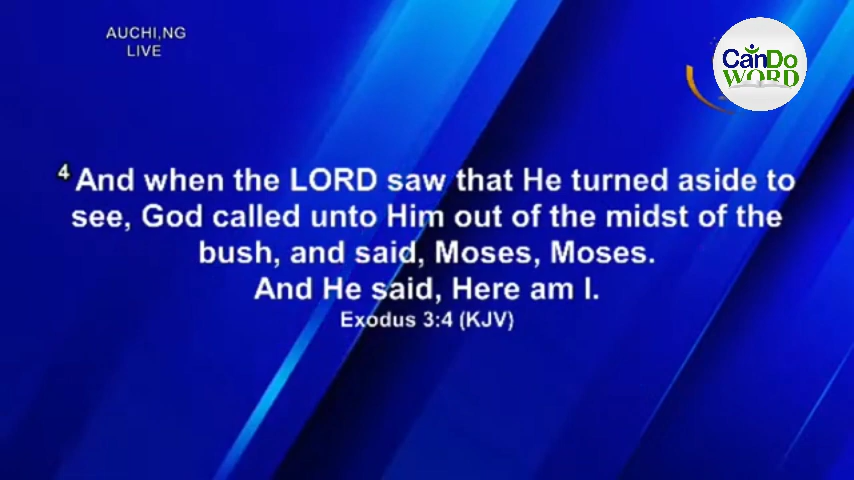 AUCHI,NG
LIVE
CanDo
WORD
4 And when the LORD saw that He turned aside to
see, God called unto Him out of the midst of the
bush, and said, Moses, Moses.
And He said, Here am I.
Exodus 3:4 (KJV)